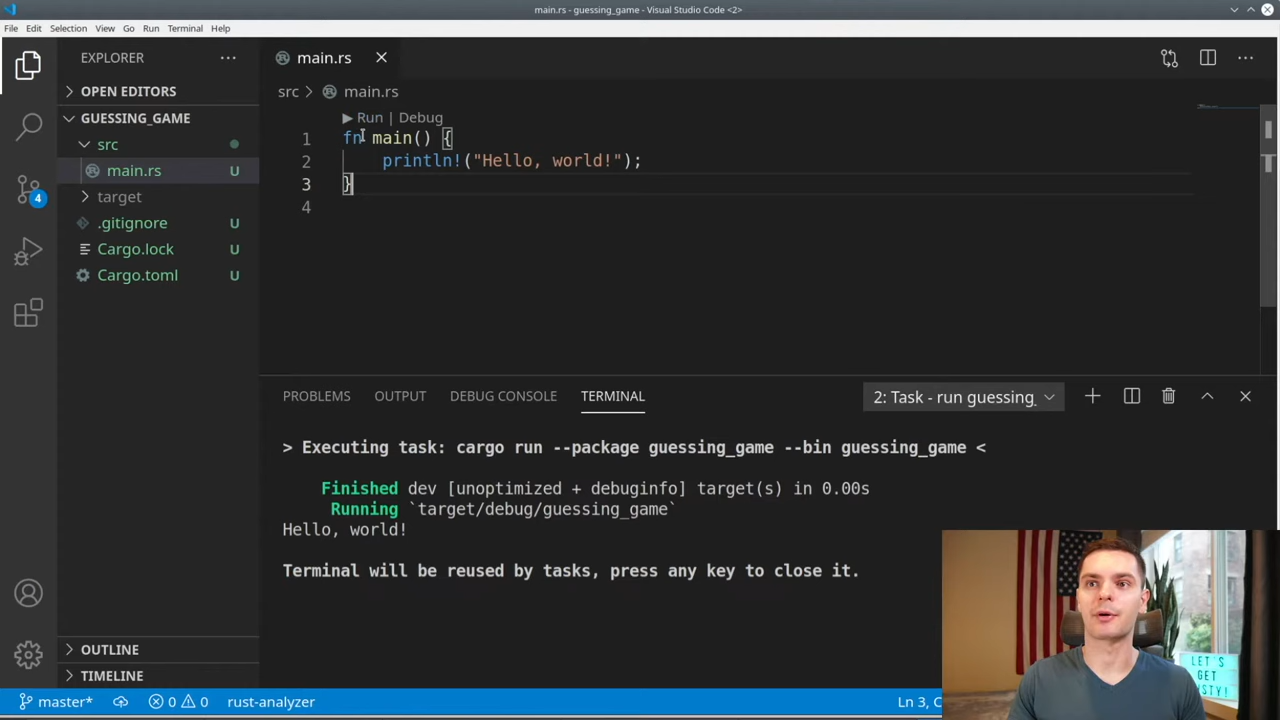 main.rs - guessing_game - Visual Studio Code <2>
File Edit Selection View Go Run Terminal Help
EXPLORER
OPEN EDITORS
GUESSING_GAME
src
main.rs U
target
.gitignore U
Cargo.lock U
Cargo.toml U
OUTLINE
TIMELINE
4
main.rs
src > main.rs
Run | Debug
1 fn main() {
2 println!("Hello, world!");
3 }
4
PROBLEMS OUTPUT DEBUG CONSOLE TERMINAL 2: Task - run guessing_
> Executing task: cargo run --package guessing_game --bin guessing_game <
Finished dev [unoptimized + debuginfo] target(s) in 0.00s
Running `target/debug/guessing_game`
Hello, world!
Terminal will be reused by tasks, press any key to close it.
LET'S
GET
master* 0 0 rust-analyzer Ln 3,